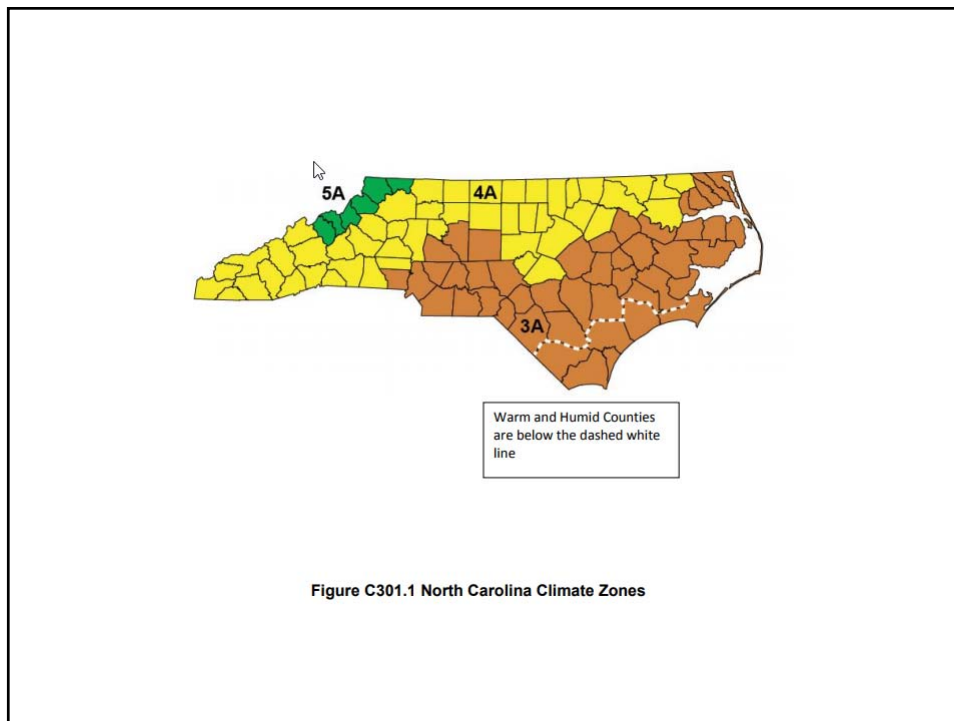 5A
4A
3A
Warm and Humid Counties
are below the dashed white
line
Figure C301.1 North Carolina Climate Zones